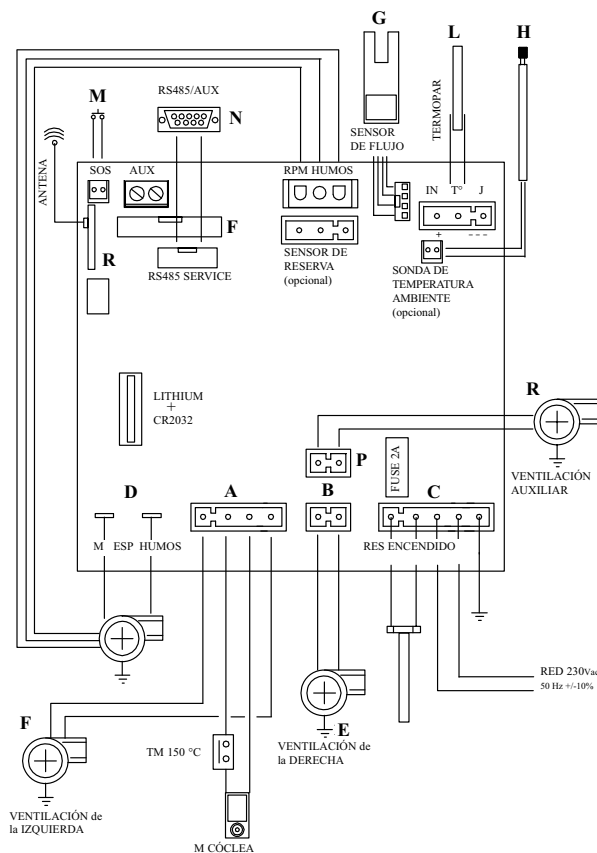 G
L
H
M
RS485/AUX
N
SENSOR
DE FLUJO
TERMOPAR
ANTENA
SOS
AUX
RPM HUMOS
IN T° J
+ ---
F
R
RS485 SERVICE
SENSOR DE
RESERVA
(opcional)
SONDA DE
TEMPERATURA
AMBIENTE
(opcional)
LITHIUM
+
CR2032
R
VENTILACIÓN
AUXILIAR
P
FUSE 2A
D
A
B
C
M ESP HUMOS
RES ENCENDIDO
RED 230Vac
50 Hz +/-10%
F
E
TM 150 °C
VENTILACIÓN de
la DERECHA
VENTILACIÓN de
la IZQUIERDA
M CÓCLEA